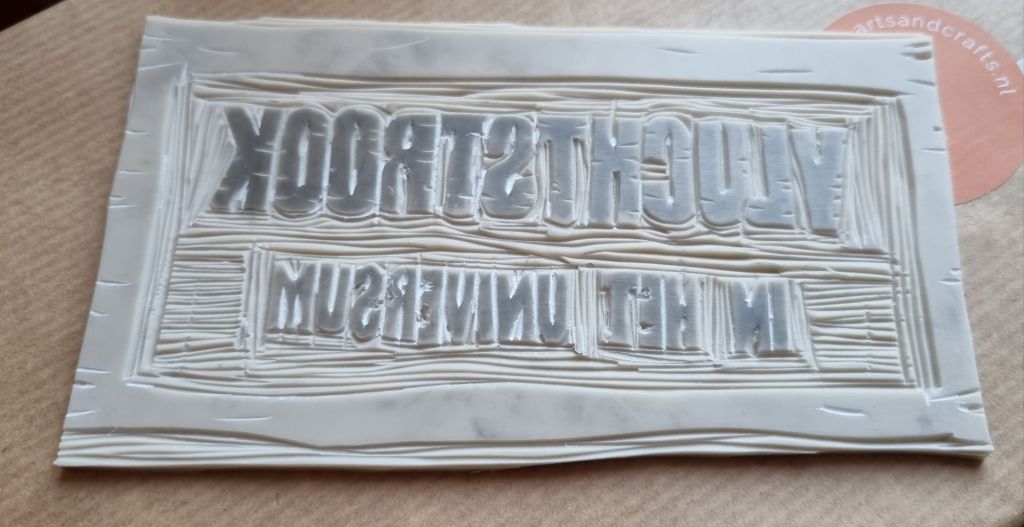 VLUCHTSTROOK
IN HET UNIVERSUM
artsandcrafts.nl